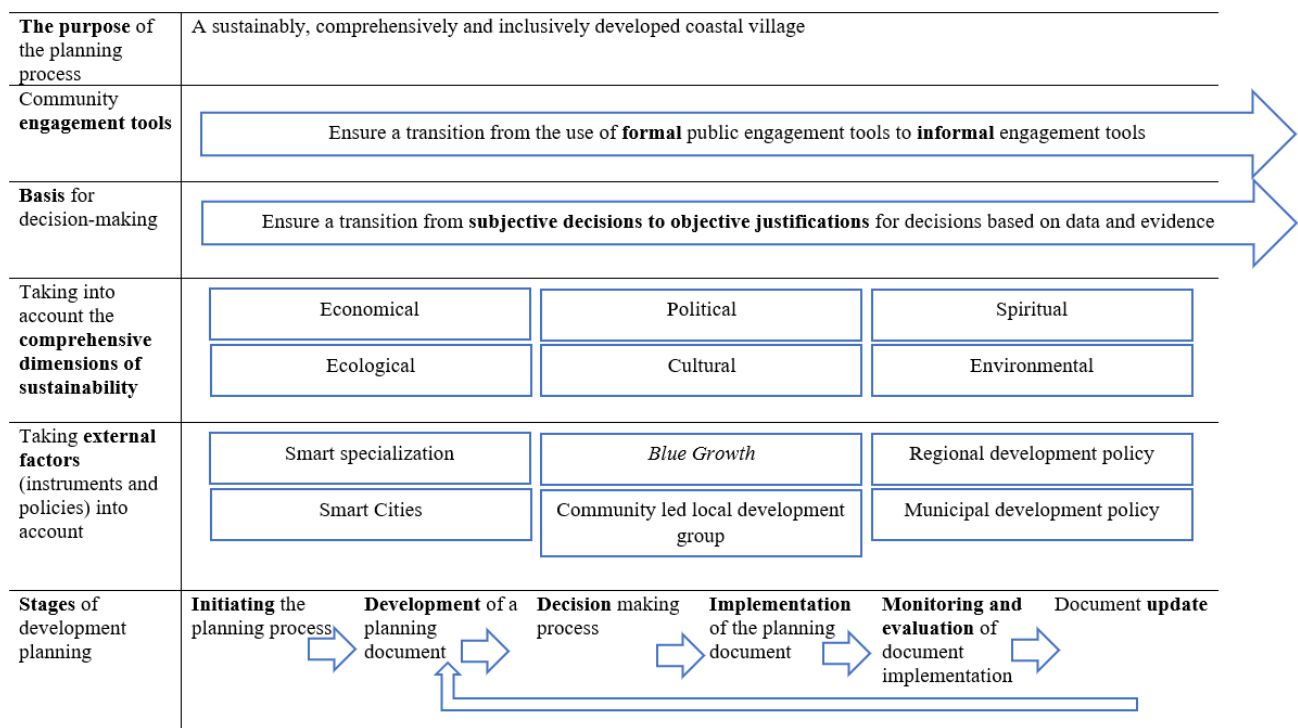 The purpose of
the planning
process
A sustainably, comprehensively and inclusively developed coastal village
Community
engagement tools
Ensure a transition from the use of formal public engagement tools to informal engagement tools
Basis for
decision-making
Ensure a transition from subjective decisions to objective justifications for decisions based on data and evidence
Taking into
account the
comprehensive
dimensions of
sustainability
Economical
Political
Spiritual
Ecological
Cultural
Environmental
Taking external
factors
(instruments and
policies) into
account
Smart specialization
Blue Growth
Regional development policy
Smart Cities
Community led local development
group
Municipal development policy
Stages of
development
planning
Initiating the
planning process
Development of a
planning
document
Decision making
process
Implementation
of the planning
document
Monitoring and
evaluation of
document
implementation
Document update